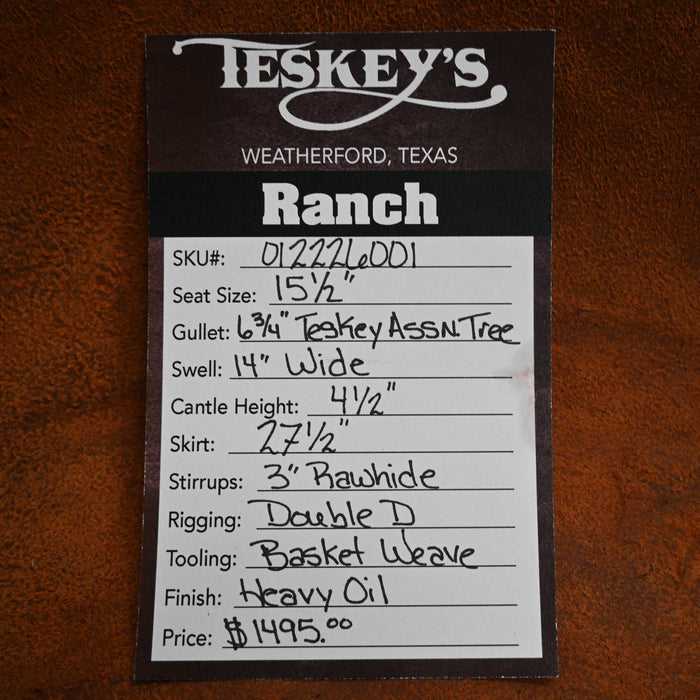 TESKEY'S
WEATHERFORD, TEXAS
Ranch
SKU#: 012226001
Seat Size: 15½"
Gullet: 6¾" Teskey ASSN. Tree
Swell: 14" Wide
Cantle Height: 4½"
Skirt: 27½"
Stirrups: 3" Rawhide
Rigging: Double D
Tooling: Basket Weave
Finish: Heavy Oil
Price: $1495.00